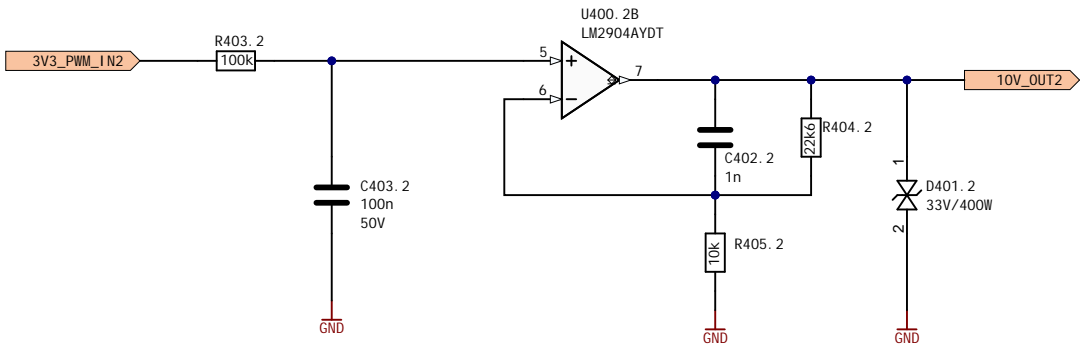 U400.2B
LM2904AYDT
R403.2
3V3_PWM_IN2
100k
5
+
7
10V_OUT2
6
−
22k6
R404.2
C402.2
1n
1
D401.2
33V/400W
2
C403.2
100n
50V
10k
R405.2
GND
GND
GND